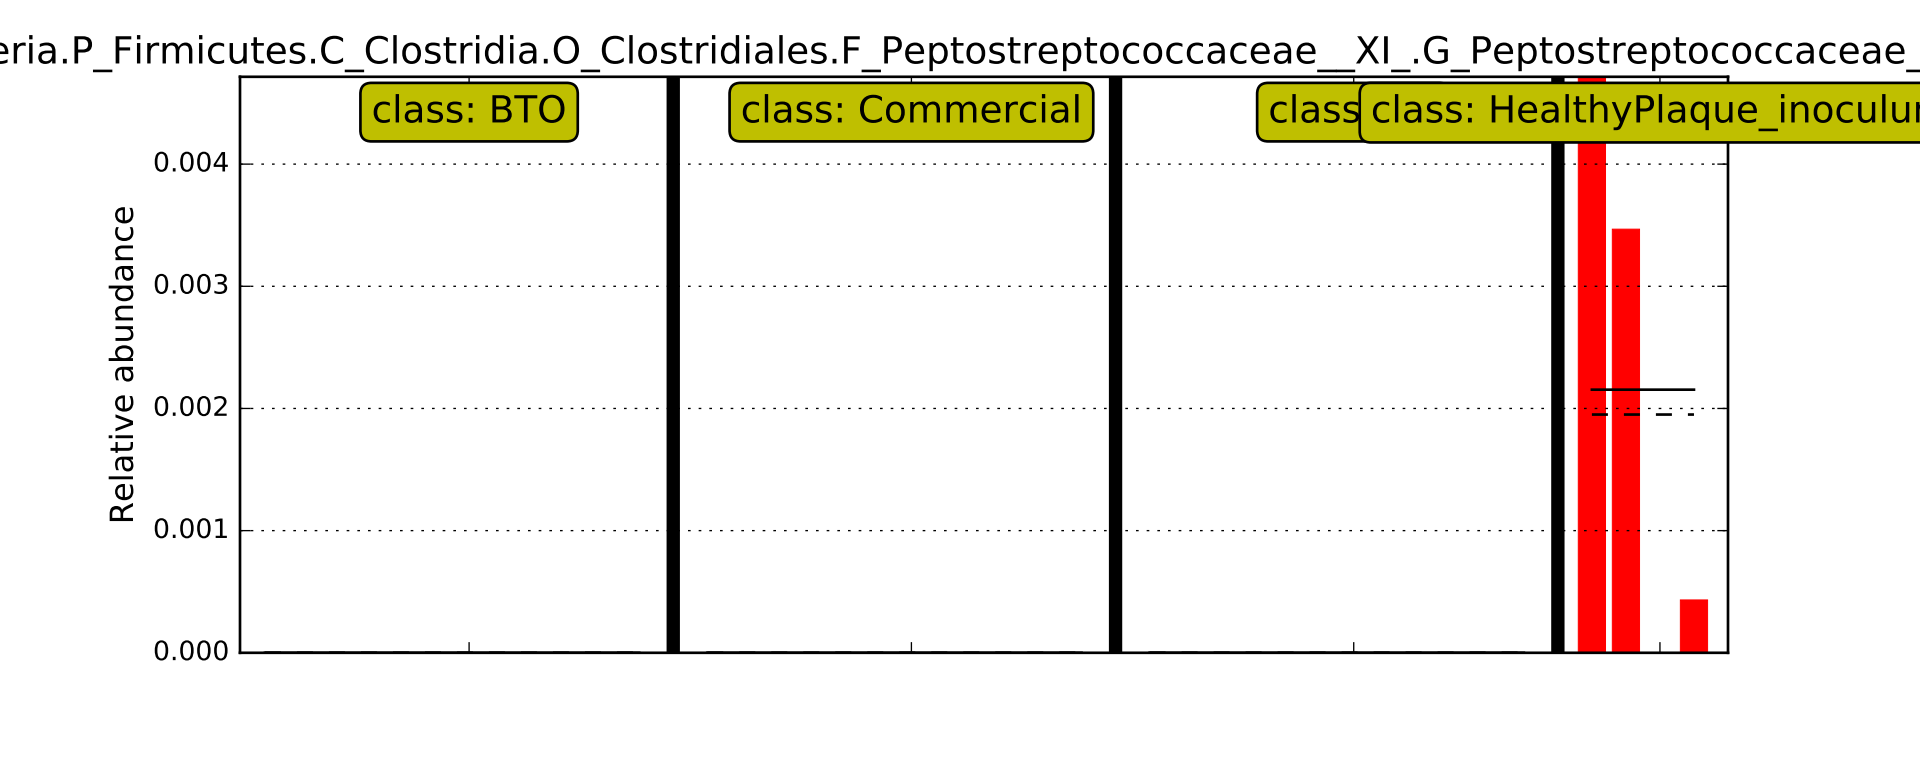 eria.P_Firmicutes.C_Clostridia.O_Clostridiales.F_Peptostreptococcaceae__XI_.G_Peptostreptococcaceae_
class: BTO
class: Commercial
class
class: HealthyPlaque_inoculu
0.004
0.003
0.002
0.001
0.000
Relative abundance